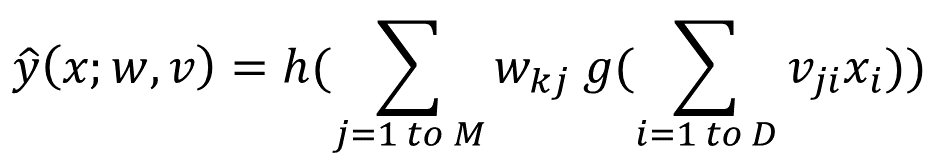 ŷ(x; w, v) = h(∑_{j=1 to M} w_{kj} g(∑_{i=1 to D} v_{ji}x_i))